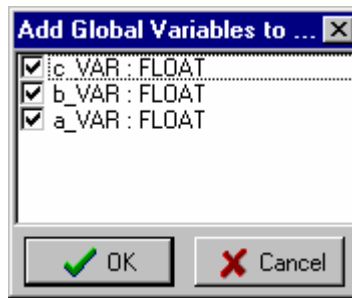 Add Global Variables to ...
c_VAR : FLOAT
b_VAR : FLOAT
a_VAR : FLOAT
OK
Cancel